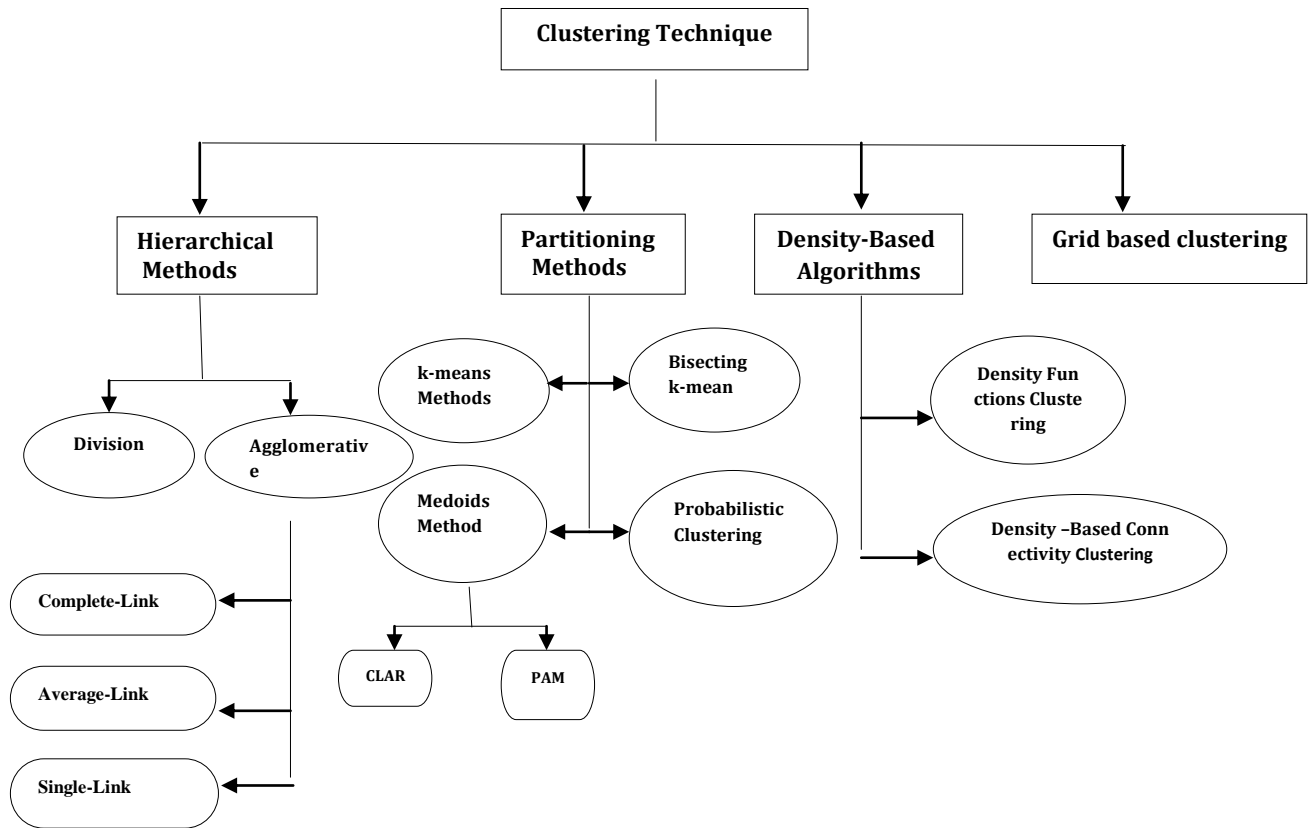 Clustering Technique
Hierarchical
Methods
Partitioning
Methods
Density-Based
Algorithms
Grid based clustering
k-means
Methods
Bisecting
k-mean
Density Fun
ctions Cluste
ring
Division
Agglomerativ
e
Medoids
Method
Probabilistic
Clustering
Density –Based Conn
ectivity Clustering
Complete-Link
CLAR
PAM
Average-Link
Single-Link